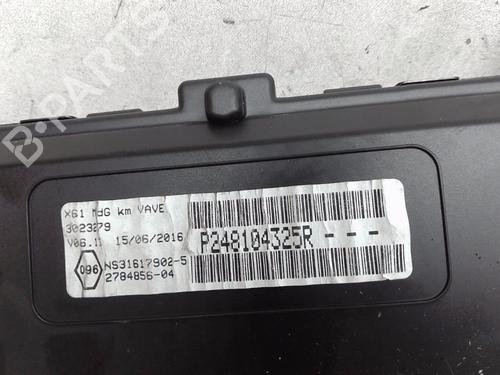 B-PARTS
X61 MdG km VAVE
3023279
V06.11 15/06/2016
P248104325R - - -
096
NS31617902-5
2784856-04